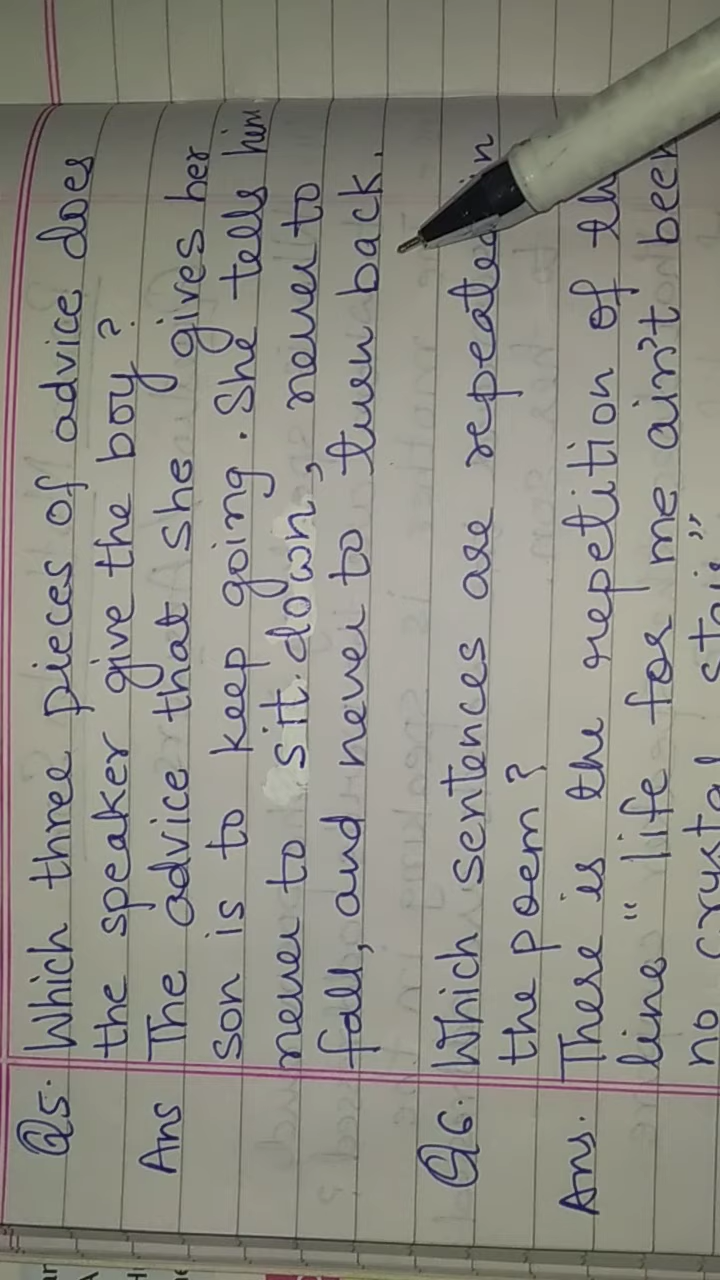 Q5. Which three pieces of advice does
the speaker give the boy?
Ans The advice that she gives her
son is to keep going. She tells him
never to sit down, never to
fall, and never to turn back.
Q6. Which sentences are repeated in
the poem?
Ans. There is the repetition of
line " life for me ain't been
no crystal stair"